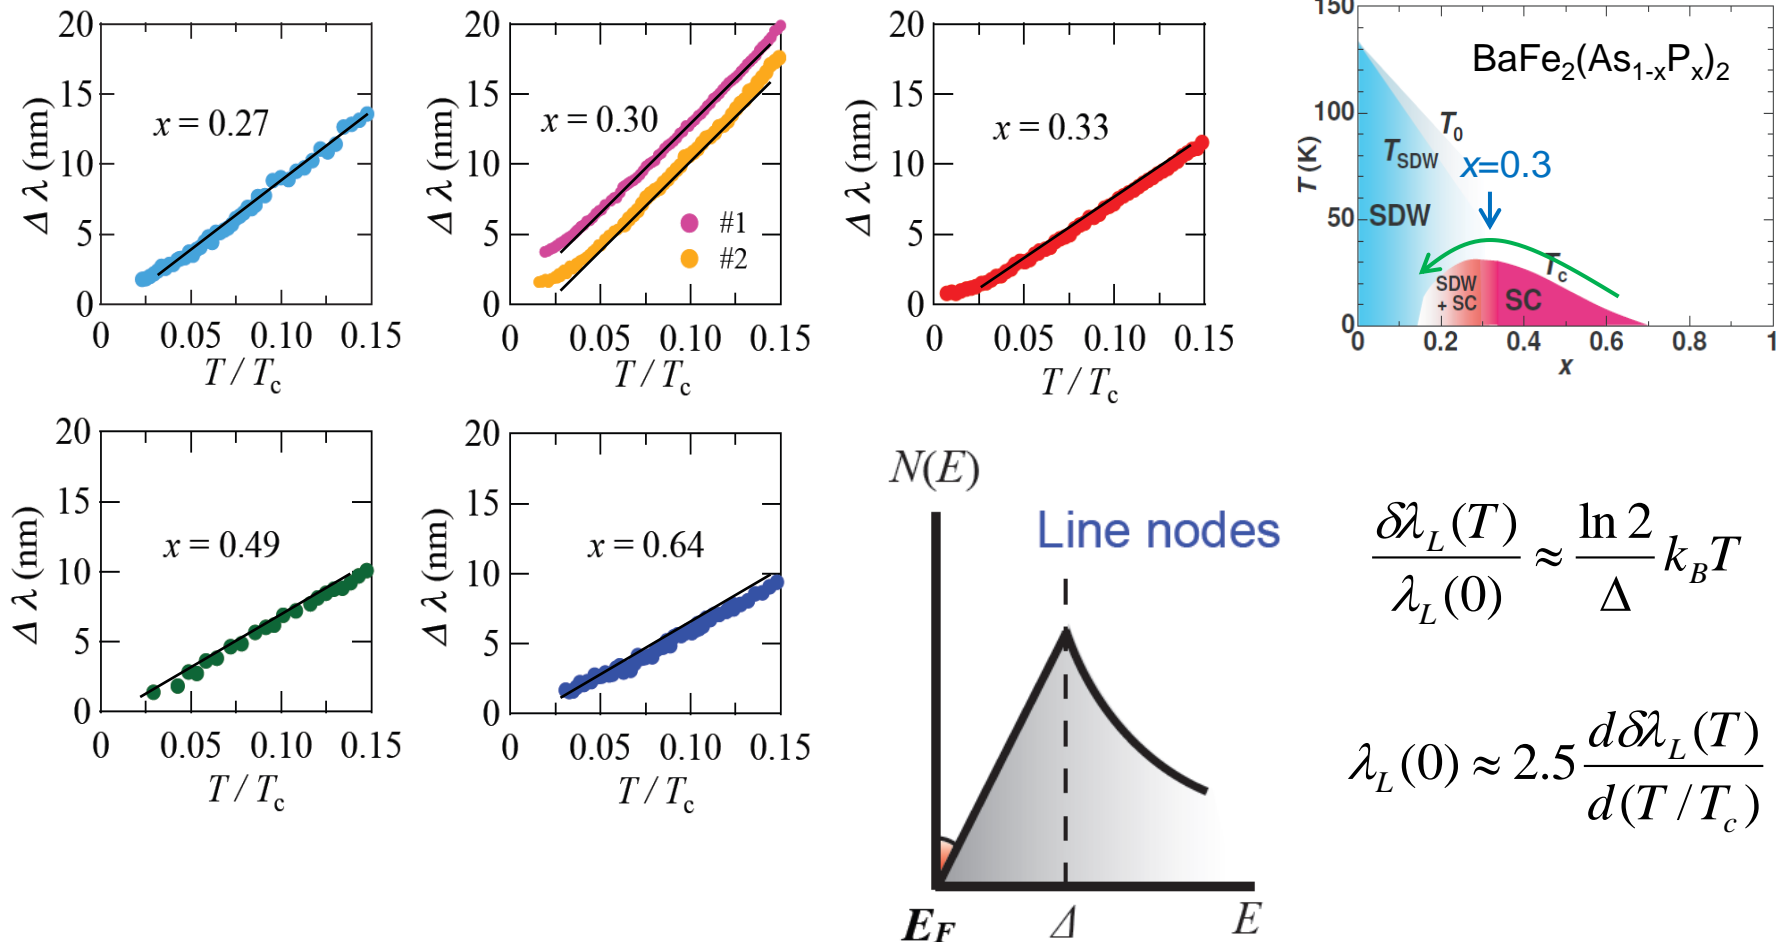 20
15
10
5
0
Δ λ (nm)
x = 0.27
0 0.05 0.10 0.15
T / Tc
20
15
10
5
0
Δ λ (nm)
x = 0.30
#1
#2
0 0.05 0.10 0.15
T / Tc
20
15
10
5
0
Δ λ (nm)
x = 0.33
0 0.05 0.10 0.15
T / Tc
150
100
50
0
T (K)
BaFe2(As1-xPx)2
T0
TSDW
x=0.3
SDW
Tc
SDW
+ SC
SC
0 0.2 0.4 0.6 0.8 1
x
20
15
10
5
0
Δ λ (nm)
x = 0.49
0 0.05 0.10 0.15
T / Tc
20
15
10
5
0
Δ λ (nm)
x = 0.64
0 0.05 0.10 0.15
T / Tc
N(E)
Line nodes
EF Δ E
δλL(T)/λL(0) ≈ ln 2/Δ kBT
λL(0) ≈ 2.5 dδλL(T)/d(T/Tc)